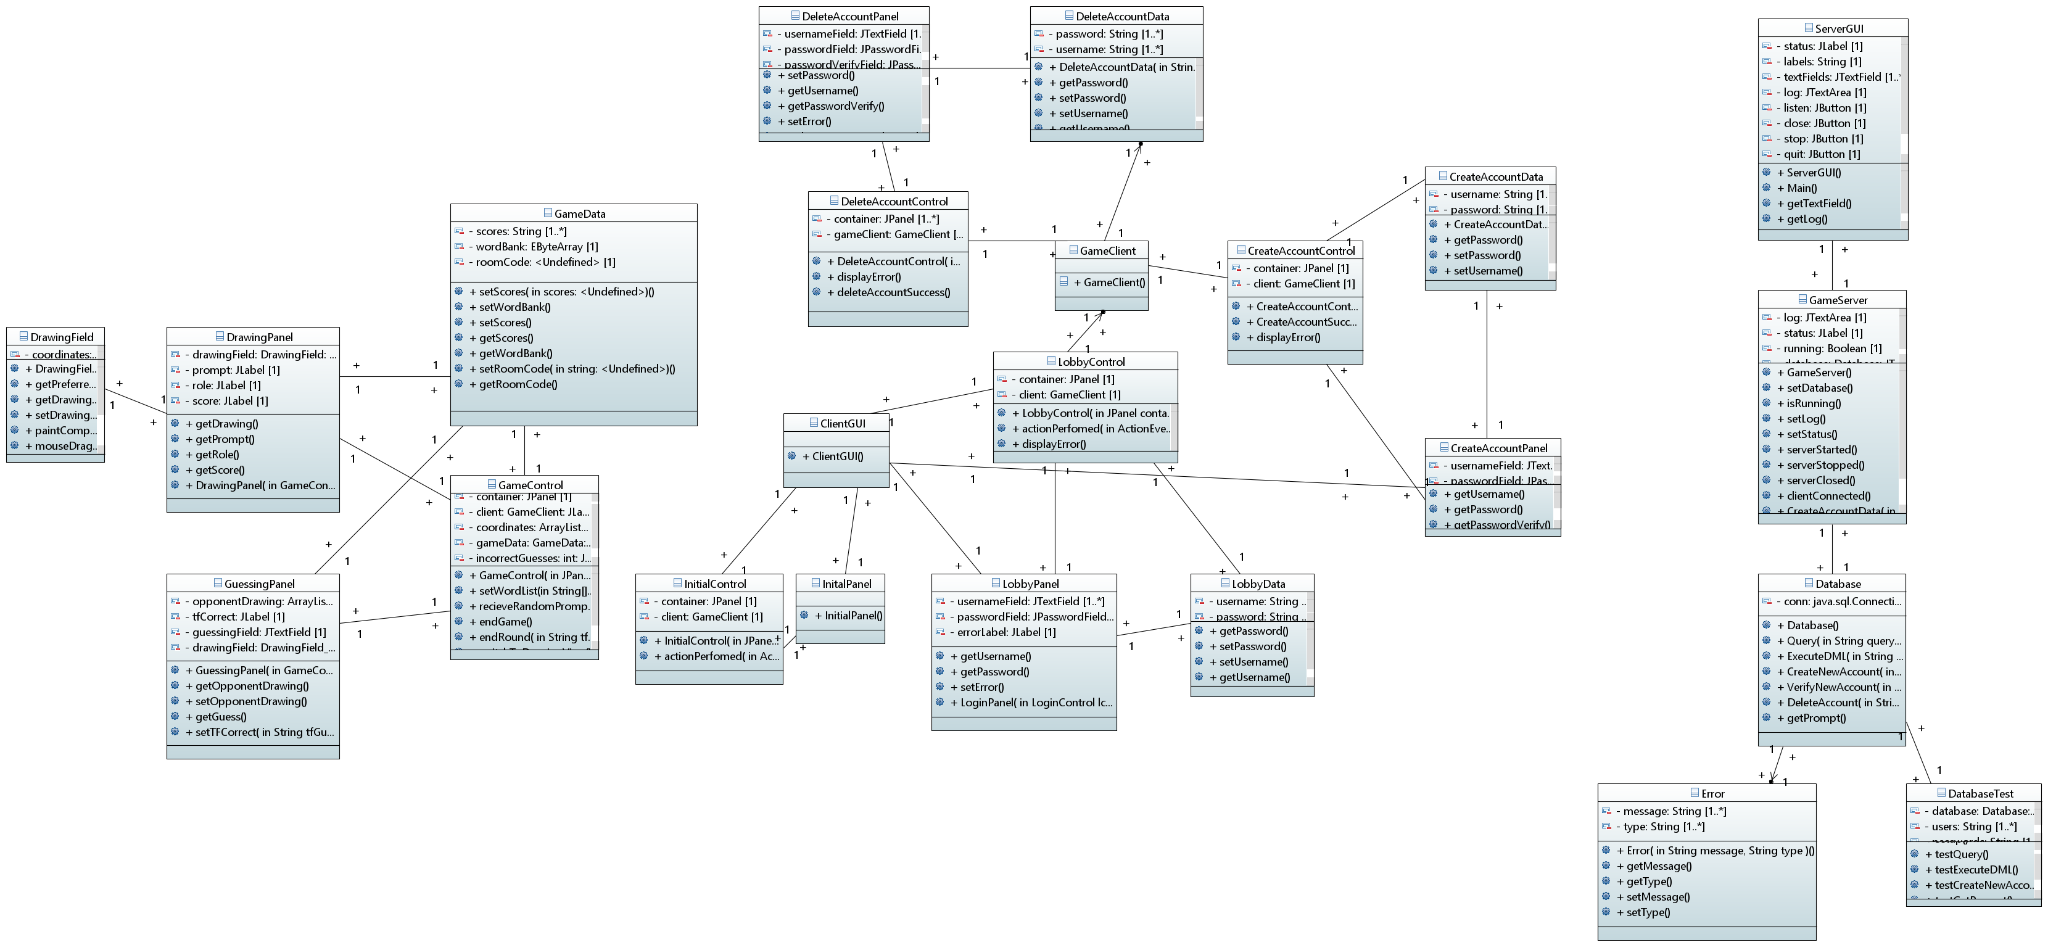 DeleteAccountPanel
- usernameField: JTextField [1.
- passwordField: JPasswordFi.
- passwordVerifyField: JPass...
+ setPassword()
+ getUsername()
+ getPasswordVerify()
+ setError()
DeleteAccountData
- password: String [1..*]
- username: String [1..*]
+ DeleteAccountData( in Strin.
+ getPassword()
+ setPassword()
+ setUsername()
+ getUsername()
ServerGUI
- status: JLabel [1]
- labels: String [1]
- textFields: JTextField [1..*
- log: JTextArea [1]
- listen: JButton [1]
- close: JButton [1]
- stop: JButton [1]
- quit: JButton [1]
+ ServerGUI()
+ Main()
+ getTextField()
+ getLog()
DeleteAccountControl
- container: JPanel [1..*]
- gameClient: GameClient [...
+ DeleteAccountControl( i...
+ displayError()
+ deleteAccountSuccess()
GameClient
+ GameClient()
CreateAccountControl
- container: JPanel [1]
- client: GameClient [1]
+ CreateAccountCont...
+ CreateAccountSucc...
+ displayError()
CreateAccountData
- username: String [1.
- password: String [1.
+ CreateAccountDat..
+ getPassword()
+ setPassword()
+ setUsername()
GameData
- scores: String [1..*]
- wordBank: EByteArray [1]
- roomCode: <Undefined> [1]
+ setScores( in scores: <Undefined>)()
+ setWordBank()
+ setScores()
+ getScores()
+ getWordBank()
+ setRoomCode( in string: <Undefined>)()
+ getRoomCode()
DrawingField
- coordinates:..
+ DrawingFiel..
+ getPreferre..
+ getDrawing..
+ setDrawing..
+ paintComp..
+ mouseDrag..
DrawingPanel
- drawingField: DrawingField: ...
- prompt: JLabel [1]
- role: JLabel [1]
- score: JLabel [1]
+ getDrawing()
+ getPrompt()
+ getRole()
+ getScore()
+ DrawingPanel( in GameCon...
GameServer
- log: JTextArea [1]
- status: JLabel [1]
- running: Boolean [1]
+ GameServer()
+ setDatabase()
+ isRunning()
+ setLog()
+ setStatus()
+ serverStarted()
+ serverStopped()
+ serverClosed()
+ clientConnected()
+ CreateAccountData( in
LobbyControl
- container: JPanel [1]
- client: GameClient [1]
+ LobbyControl( in JPanel conta.
+ actionPerfomed( in ActionEve..
+ displayError()
ClientGUI
+ ClientGUI()
CreateAccountPanel
- usernameField: JText.
- passwordField: JPas...
+ getUsername()
+ getPassword()
+ getPasswordVerify()
GameControl
- container: JPanel [1]
- client: GameClient: JLa...
- coordinates: ArrayList...
- gameData: GameData:..
- incorrectGuesses: int: J...
+ GameControl( in JPan...
+ setWordList(in String[]..
+ recieveRandomPromp.
+ endGame()
+ endRound( in String tf.
GuessingPanel
- opponentDrawing: ArrayLis...
- tfCorrect: JLabel [1]
- guessingField: JTextField [1]
- drawingField: DrawingField_...
+ GuessingPanel( in GameCo...
+ getOpponentDrawing()
+ setOpponentDrawing()
+ getGuess()
+ setTFCorrect( in String tfGu...
InitialControl
- container: JPanel [1]
- client: GameClient [1]
+ InitialControl( in JPane..
+ actionPerfomed( in Ac...
InitalPanel
+ InitialPanel()
LobbyPanel
- usernameField: JTextField [1..*]
- passwordField: JPasswordField...
- errorLabel: JLabel [1]
+ getUsername()
+ getPassword()
+ setError()
+ LoginPanel( in LoginControl lc...
LobbyData
- username: String ..
- password: String ..
+ getPassword()
+ setPassword()
+ setUsername()
+ getUsername()
Database
- conn: java.sql.Connecti...
+ Database()
+ Query( in String query...
+ ExecuteDML( in String ...
+ CreateNewAccount( in...
+ VerifyNewAccount( in ...
+ DeleteAccount( in Stri...
+ getPrompt()
Error
- message: String [1..*]
- type: String [1..*]
+ Error( in String message, String type )()
+ getMessage()
+ getType()
+ setMessage()
+ setType()
DatabaseTest
- database: Database:..
- users: String [1..*]
+ testQuery()
+ testExecuteDML()
+ testCreateNewAcco..